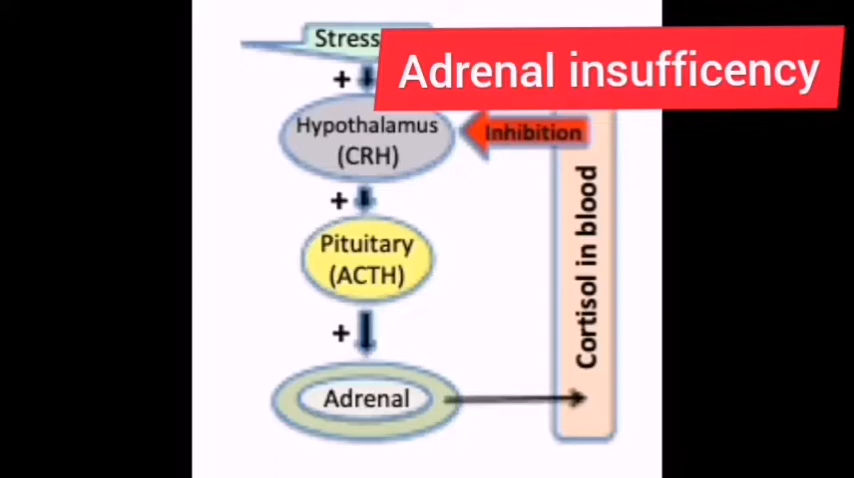 Stress
Adrenal insufficency
+
Hypothalamus
(CRH)
Inhibition
+
Pituitary
(ACTH)
+
Adrenal
Cortisol in blood